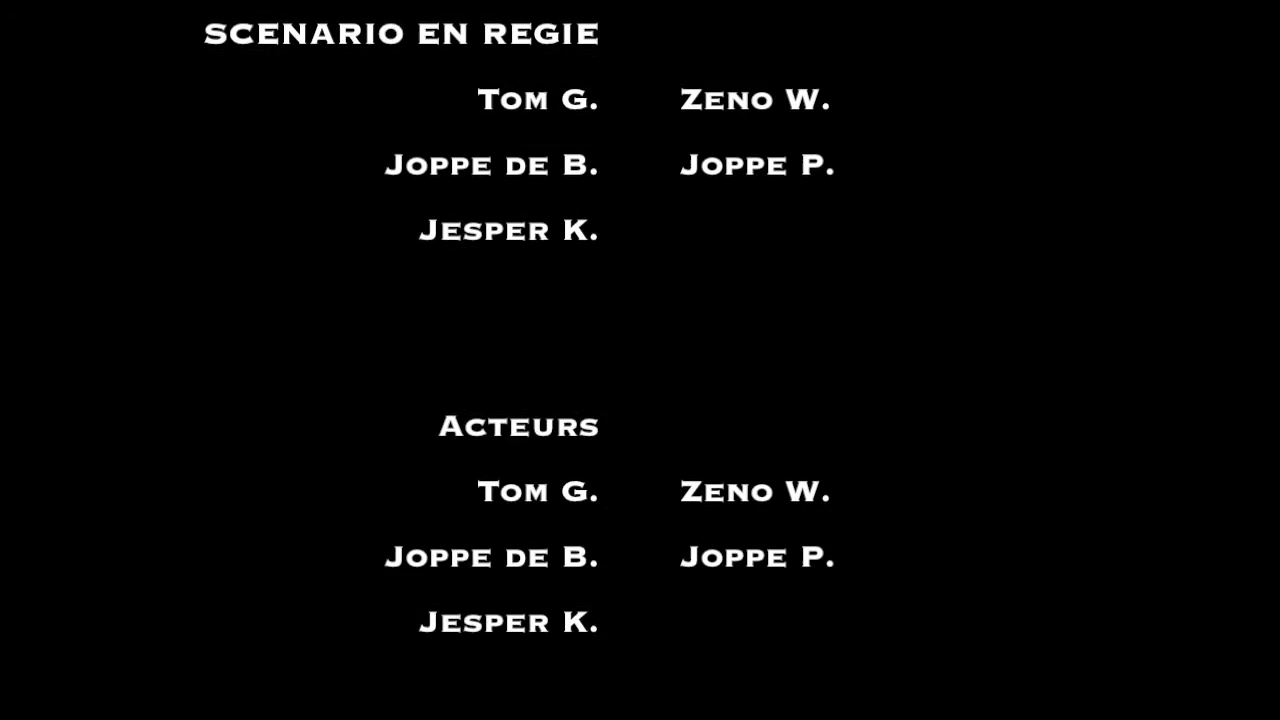 SCENARIO EN REGIE
TOM G. ZENO W.
JOPPE DE B. JOPPE P.
JESPER K.
ACTEURS
TOM G. ZENO W.
JOPPE DE B. JOPPE P.
JESPER K.